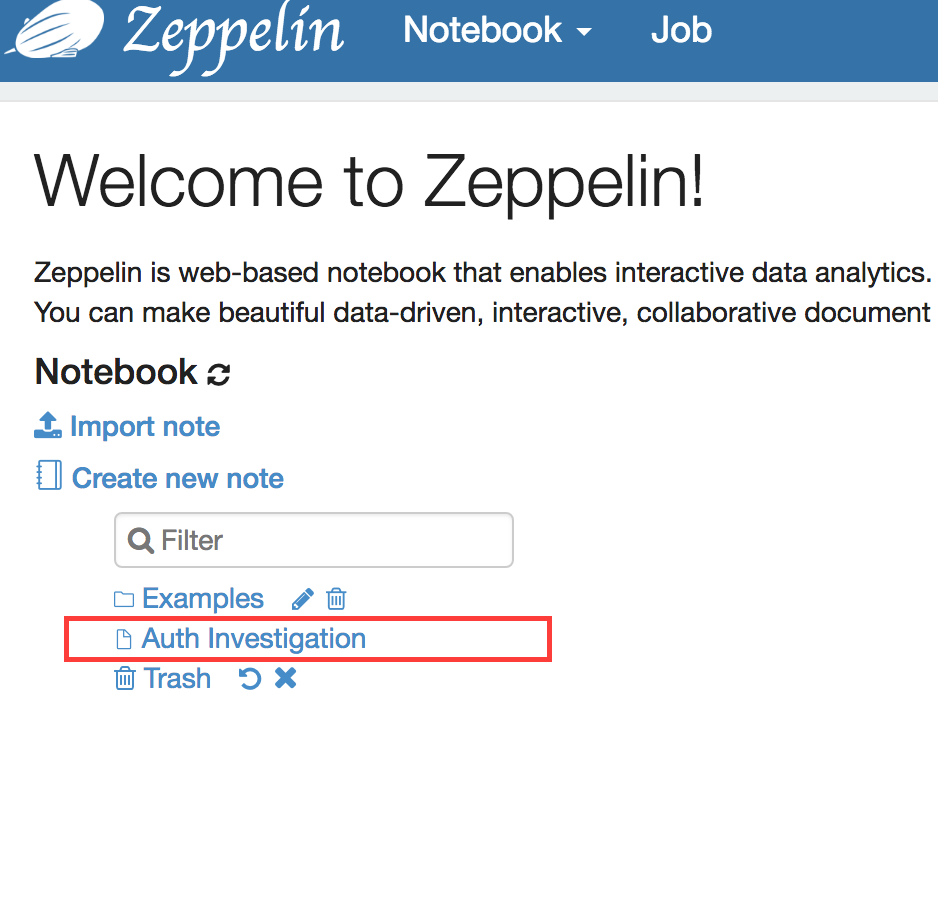 Zeppelin Notebook Job
Welcome to Zeppelin!
Zeppelin is web-based notebook that enables interactive data analytics.
You can make beautiful data-driven, interactive, collaborative document
Notebook
Import note
Create new note
Filter
Examples
Auth Investigation
Trash